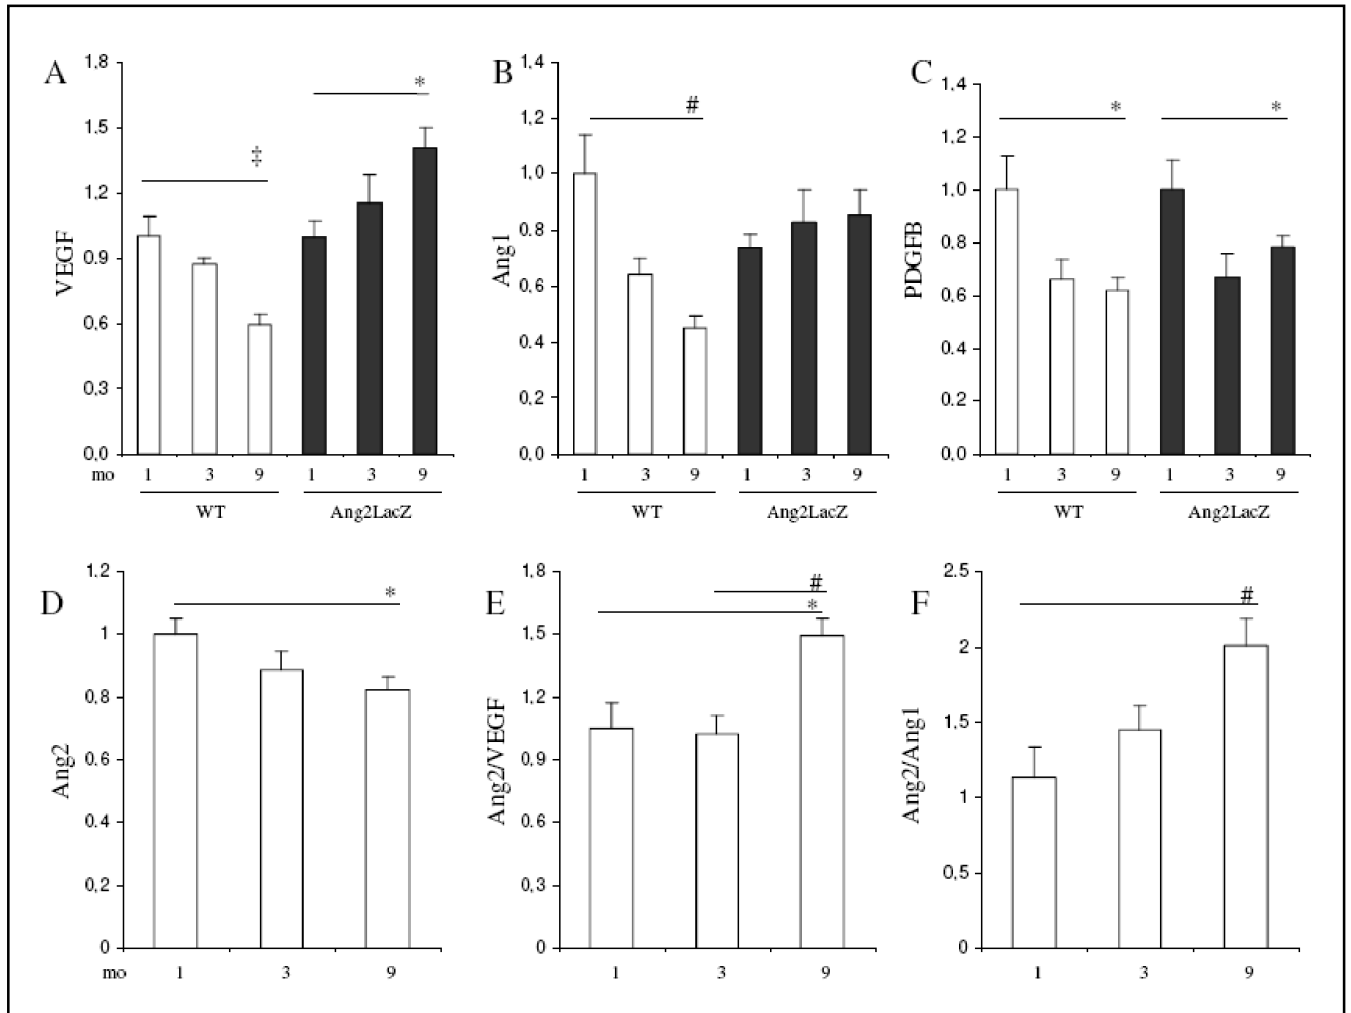 A
VEGF
1,8
1,5
1,2
0,9
0,6
0,3
0,0
‡
*
mo 1 3 9 1 3 9
WT Ang2LacZ
B
Ang1
1,4
1,2
1,0
0,8
0,6
0,4
0,2
0,0
#
1 3 9 1 3 9
WT Ang2LacZ
C
PDGFB
1,4
1,2
1,0
0,8
0,6
0,4
0,2
0,0
*
*
1 3 9 1 3 9
WT Ang2LacZ
D
Ang2
1,2
1
0,8
0,6
0,4
0,2
0
*
mo 1 3 9
E
Ang2/VEGF
1,8
1,5
1,2
0,9
0,6
0,3
0
#
*
1 3 9
F
Ang2/Ang1
2,5
2
1,5
1
0,5
0
#
1 3 9